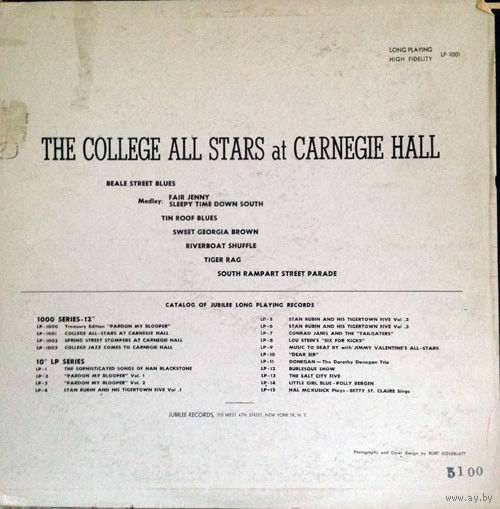 LONG PLAYING
HIGH FIDELITY LP-1001
THE COLLEGE ALL STARS at CARNEGIE HALL
BEALE STREET BLUES
Medley: FAIR JENNY
SLEEPY TIME DOWN SOUTH
TIN ROOF BLUES
SWEET GEORGIA BROWN
RIVERBOAT SHUFFLE
TIGER RAG
SOUTH RAMPART STREET PARADE
CATALOG OF JUBILEE LONG PLAYING RECORDS
1000 SERIES-12"
LP-1000 Treasury Edition "PARDON MY BLOOPER"
LP-1001 COLLEGE ALL-STARS AT CARNEGIE HALL
LP-1002 SPRING STREET STOMPERS AT CARNEGIE HALL
LP-1003 COLLEGE JAZZ COMES TO CARNEGIE HALL
10" LP SERIES
LP-1 THE SOPHISTICATED SONGS OF NAN BLACKSTONE
LP-2 "PARDON MY BLOOPER" Vol. 1
LP-3 "PARDON MY BLOOPER" Vol. 2
LP-4 STAN RUBIN AND HIS TIGERTOWN FIVE Vol .1
LP-5 STAN RUBIN AND HIS TIGERTOWN FIVE Vol .2
LP-6 STAN RUBIN AND HIS TIGERTOWN FIVE Vol .3
LP-7 CONRAD JANIS AND THE "TAILGATERS"
LP-8 LOU STEIN'S "SIX FOR KICKS"
LP-9 MUSIC TO BEAT BY with JIMMY VALENTINE'S ALL-STARS
LP-10 "DEAR SIR"
LP-11 DONEGAN—The Dorothy Donegan Trio
LP-12 BURLESQUE SHOW
LP-13 THE SALT CITY FIVE
LP-14 LITTLE GIRL BLUE-POLLY BERGEN
LP-15 HAL McKUSICK Plays-BETTY ST. CLAIRE Sings
JUBILEE RECORDS, 315 WEST 47th STREET, NEW YORK 19, N. Y.
Photography and Cover Design by BURT GOLDBLATT
5100
www.ay.by